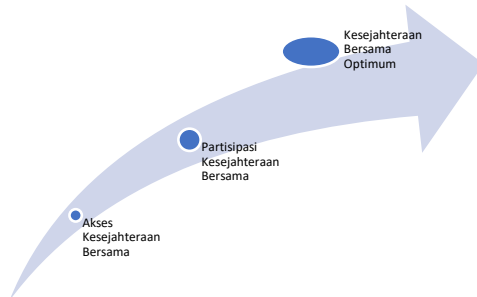 Kesejahteraan
Bersama
Optimum
Partisipasi
Kesejahteraan
Bersama
Akses
Kesejahteraan
Bersama